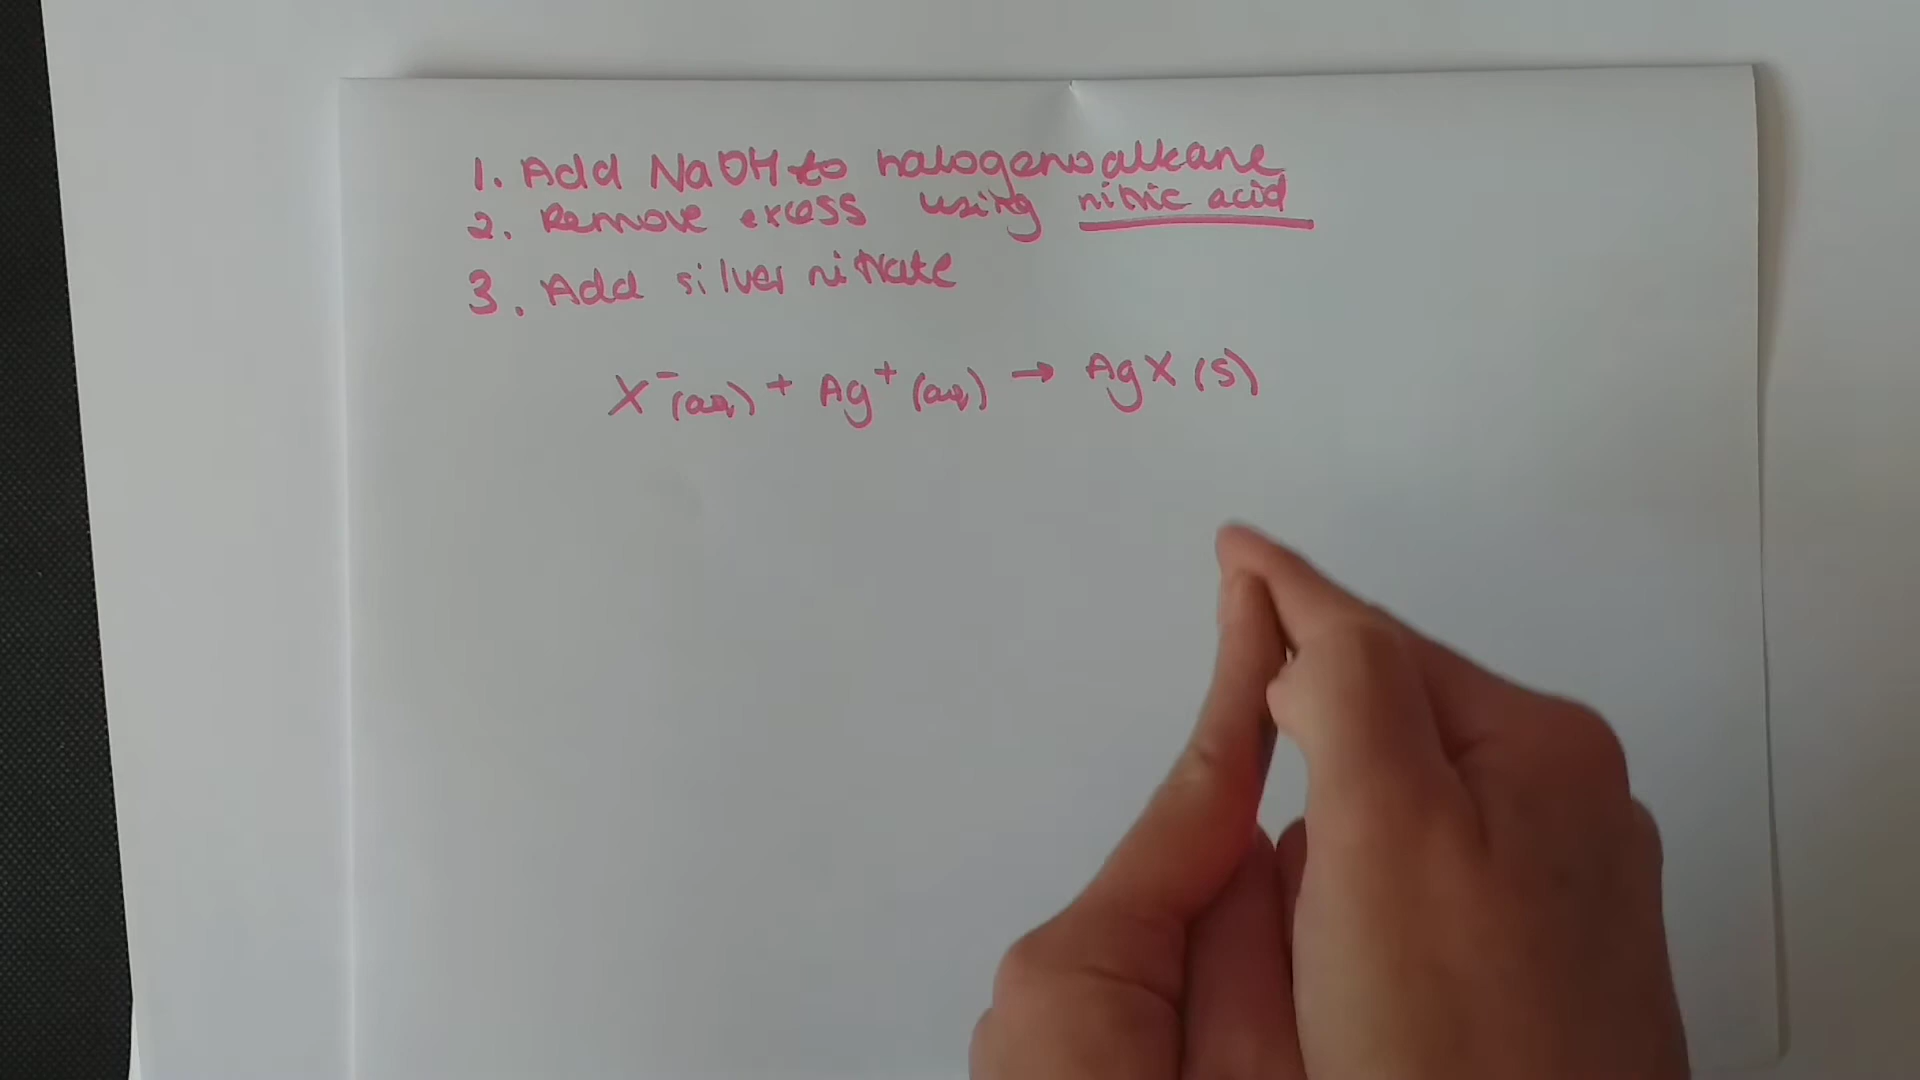 1. Add NaOH to halogenoalkane
2. Remove excess using nitric acid
3. Add silver nitrate
X⁻(aq) + Ag⁺(aq) → AgX(s)